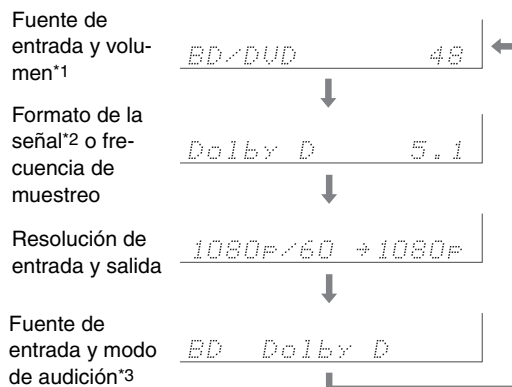 Fuente de
entrada y volu-
men*1
BD/DVD 48
Formato de la
señal*2 o fre-
cuencia de
muestreo
Dolby D 5.1
Resolución de
entrada y salida
1080p/60 →1080p
Fuente de
entrada y modo
de audición*3
BD Dolby D